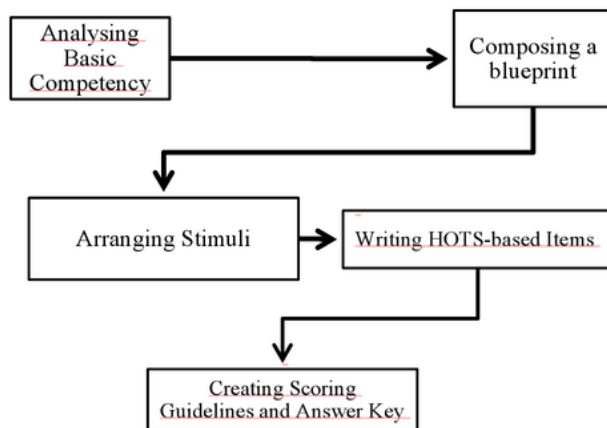 Analysing
Basic
Competency
Composing a
blueprint
Arranging Stimuli
Writing HOTS-based Items
Creating Scoring
Guidelines and Answer Key